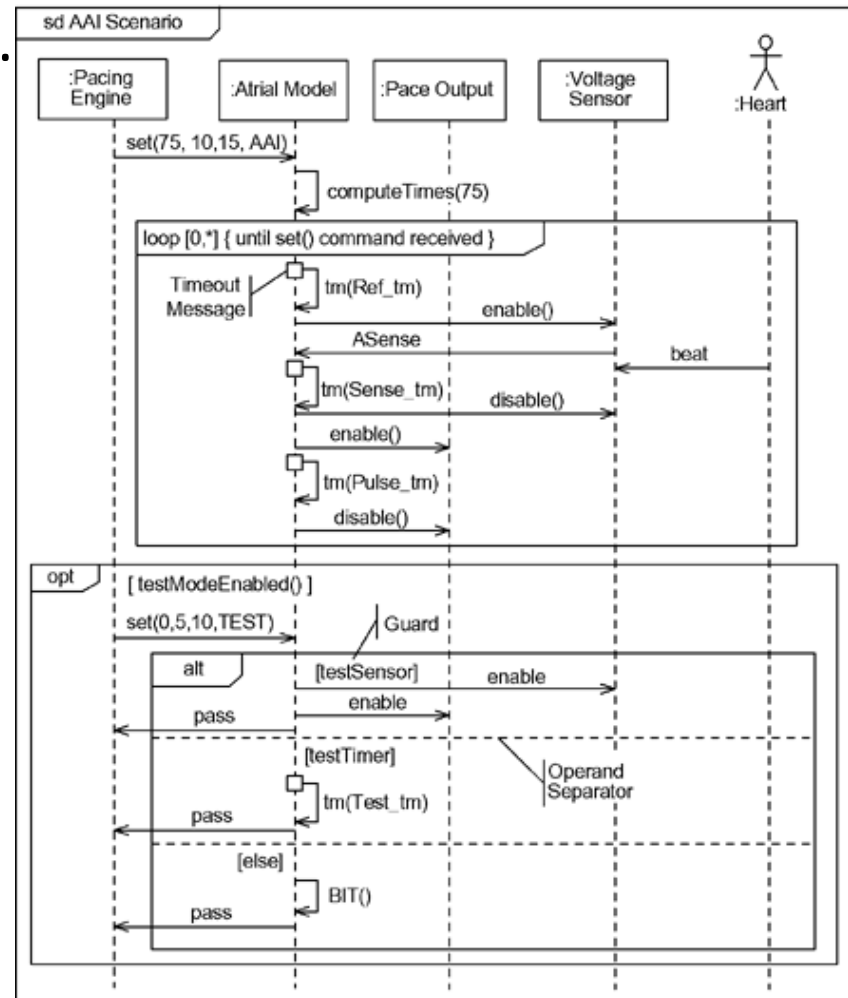 sd AAI Scenario
:Pacing
Engine
:Atrial Model
:Pace Output
:Voltage
Sensor
:Heart
set(75, 10,15, AAI)
computeTimes(75)
loop [0,*] { until set() command received }
Timeout
Message
tm(Ref_tm)
enable()
ASense
beat
tm(Sense_tm)
disable()
enable()
tm(Pulse_tm)
disable()
opt
[ testModeEnabled() ]
set(0,5,10,TEST)
Guard
alt
[testSensor]
enable
enable
pass
[testTimer]
Operand
Separator
tm(Test_tm)
pass
[else]
BIT()
pass